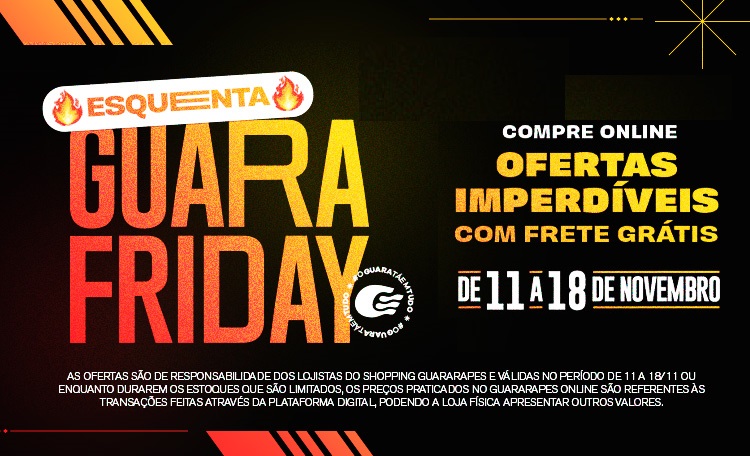 ESQUEENTA
GUARA
FRIDAY
#OGUARATÁEMTUDO * #OGUARATÁEMTUDO *
COMPRE ONLINE
OFERTAS
IMPERDÍVEIS
COM FRETE GRÁTIS
DE 11 A 18 DE NOVEMBRO
AS OFERTAS SÃO DE RESPONSABILIDADE DOS LOJISTAS DO SHOPPING GUARARAPES E VÁLIDAS NO PERÍODO DE 11 A 18/11 OU
ENQUANTO DURAREM OS ESTOQUES QUE SÃO LIMITADOS, OS PREÇOS PRATICADOS NO GUARARAPES ONLINE SÃO REFERENTES ÀS
TRANSAÇÕES FEITAS ATRAVÉS DA PLATAFORMA DIGITAL, PODENDO A LOJA FÍSICA APRESENTAR OUTROS VALORES.